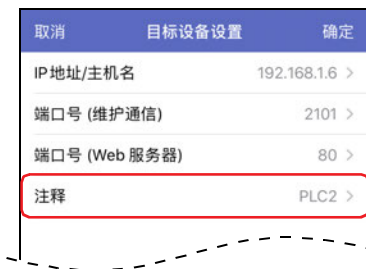 取消 目标设备设置 确定
IP地址/主机名 192.168.1.6 >
端口号 (维护通信) 2101 >
端口号 (Web 服务器) 80 >
注释 PLC2 >